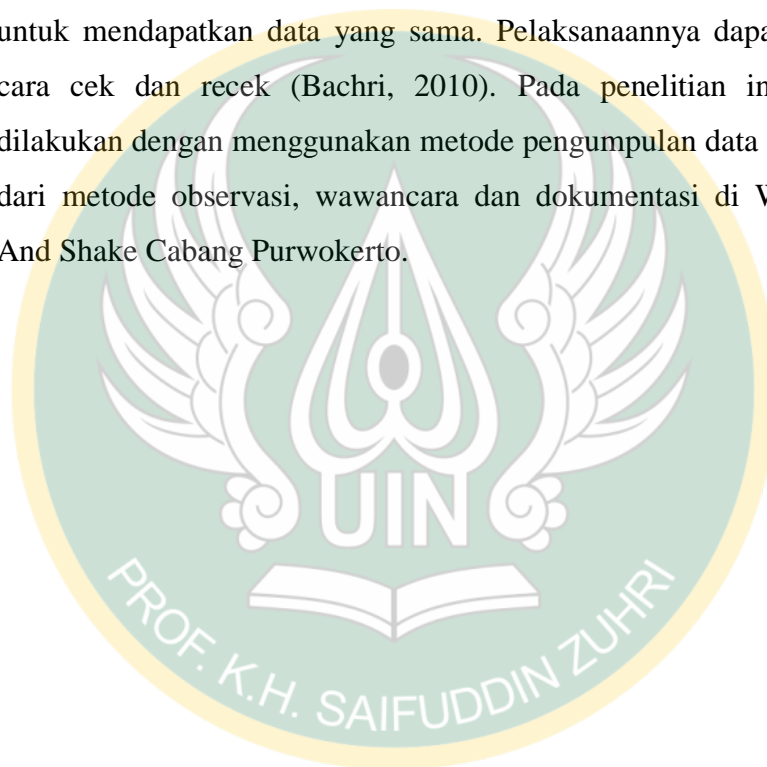 untuk mendapatkan data yang sama. Pelaksanaannya dapa
cara cek dan recek (Bachri, 2010). Pada penelitian in
dilakukan dengan menggunakan metode pengumpulan data
dari metode observasi, wawancara dan dokumentasi di W
And Shake Cabang Purwokerto.
UIN
PROF. K.H. SAIFUDDIN ZUHRI